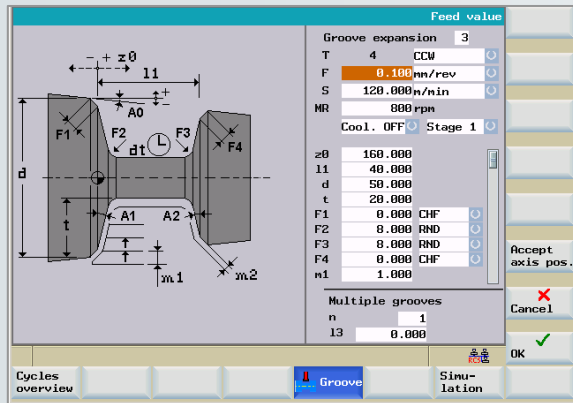 Feed value
Groove expansion 3
T 4 CCW
F 0.100 mm/rev
S 120.000 m/min
MR 800 rpm
Cool. OFF Stage 1
z0 160.000
l1 40.000
d 50.000
t 20.000
F1 0.000 CHF
F2 8.000 RND
F3 8.000 RND
F4 0.000 CHF
m1 1.000
Multiple grooves
n 1
l3 0.000
- + z0
l1
+
-
A0
F1
F2
dt
F3
F4
d
t
A1
A2
m1
m2
Accept
axis pos.
Cancel
OK
RCS
Cycles
overview
Groove
Simu-
lation